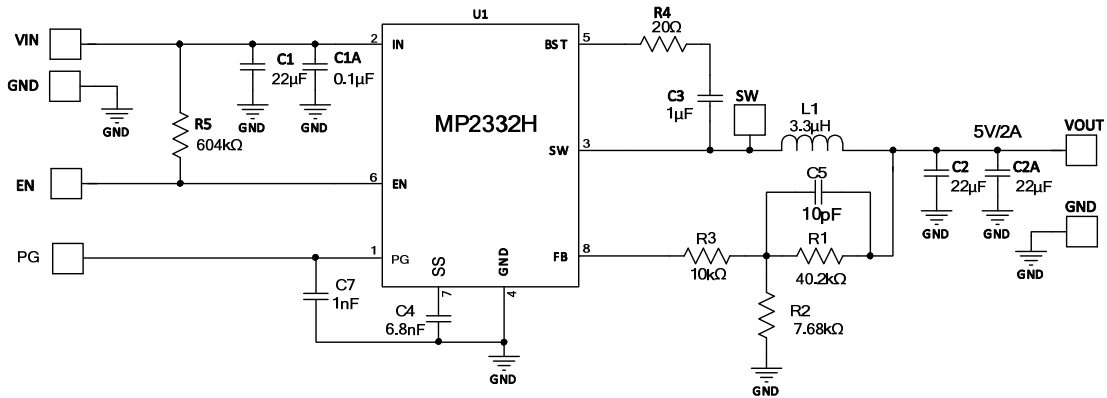 U1
R4
20Ω
VIN
2
IN
BST
5
C1
22µF
C1A
0.1µF
GND
GND
GND
GND
R5
604kΩ
C3
1µF
SW
L1
3.3µH
MP2332H
5V/2A
VOUT
SW
3
EN
6
EN
C5
10pF
C2
22µF
C2A
22µF
GND
GND
GND
PG
1
PG
FB
8
R3
10kΩ
R1
40.2kΩ
GND
SS
GND
7
4
C7
1nF
C4
6.8nF
R2
7.68kΩ
GND
GND